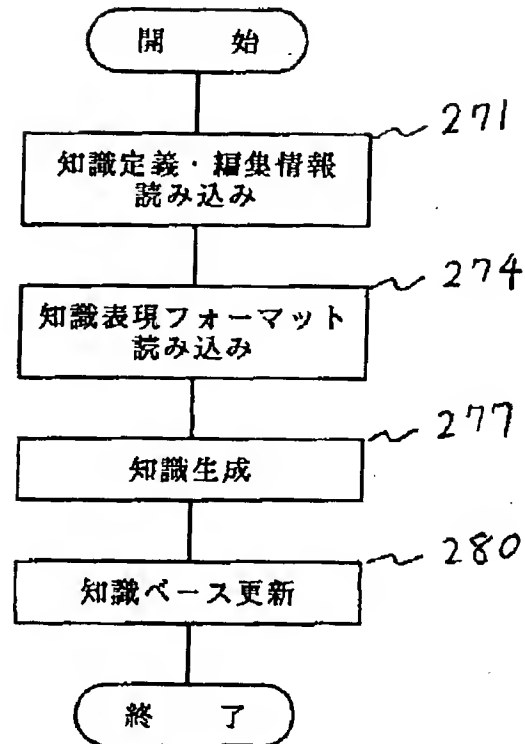 開 始
271
知識定義・編集情報
読み込み
274
知識表現フォーマット
読み込み
277
知識生成
280
知識ベース更新
終 了